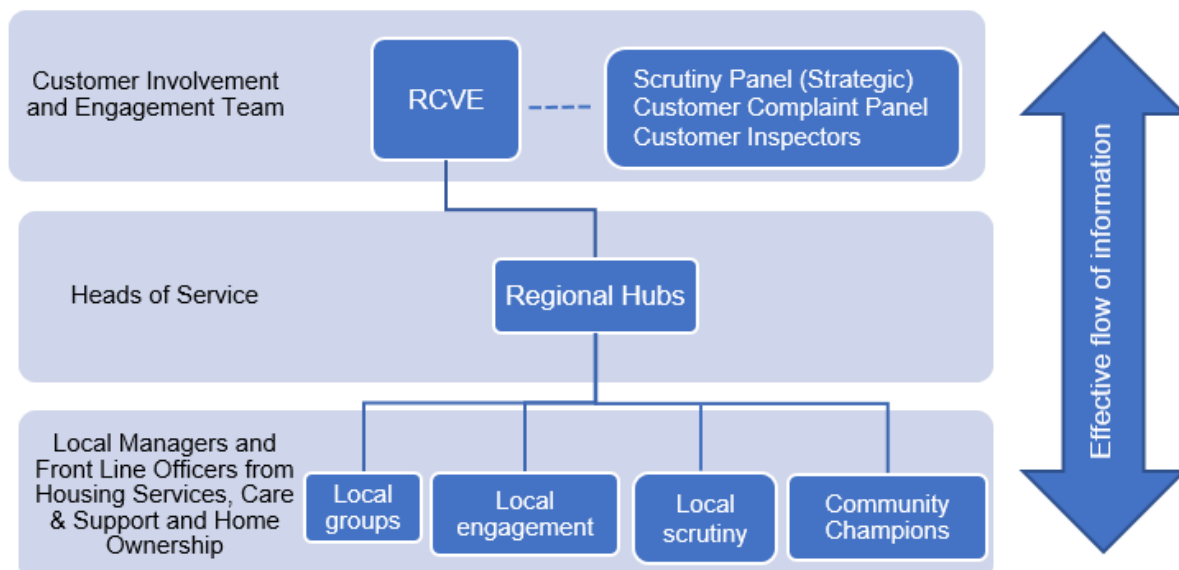 Customer Involvement
and Engagement Team
RCVE
Scrutiny Panel (Strategic)
Customer Complaint Panel
Customer Inspectors
Heads of Service
Regional Hubs
Local Managers and
Front Line Officers from
Housing Services, Care
& Support and Home
Ownership
Local
groups
Local
engagement
Local
scrutiny
Community
Champions
Effective flow of information